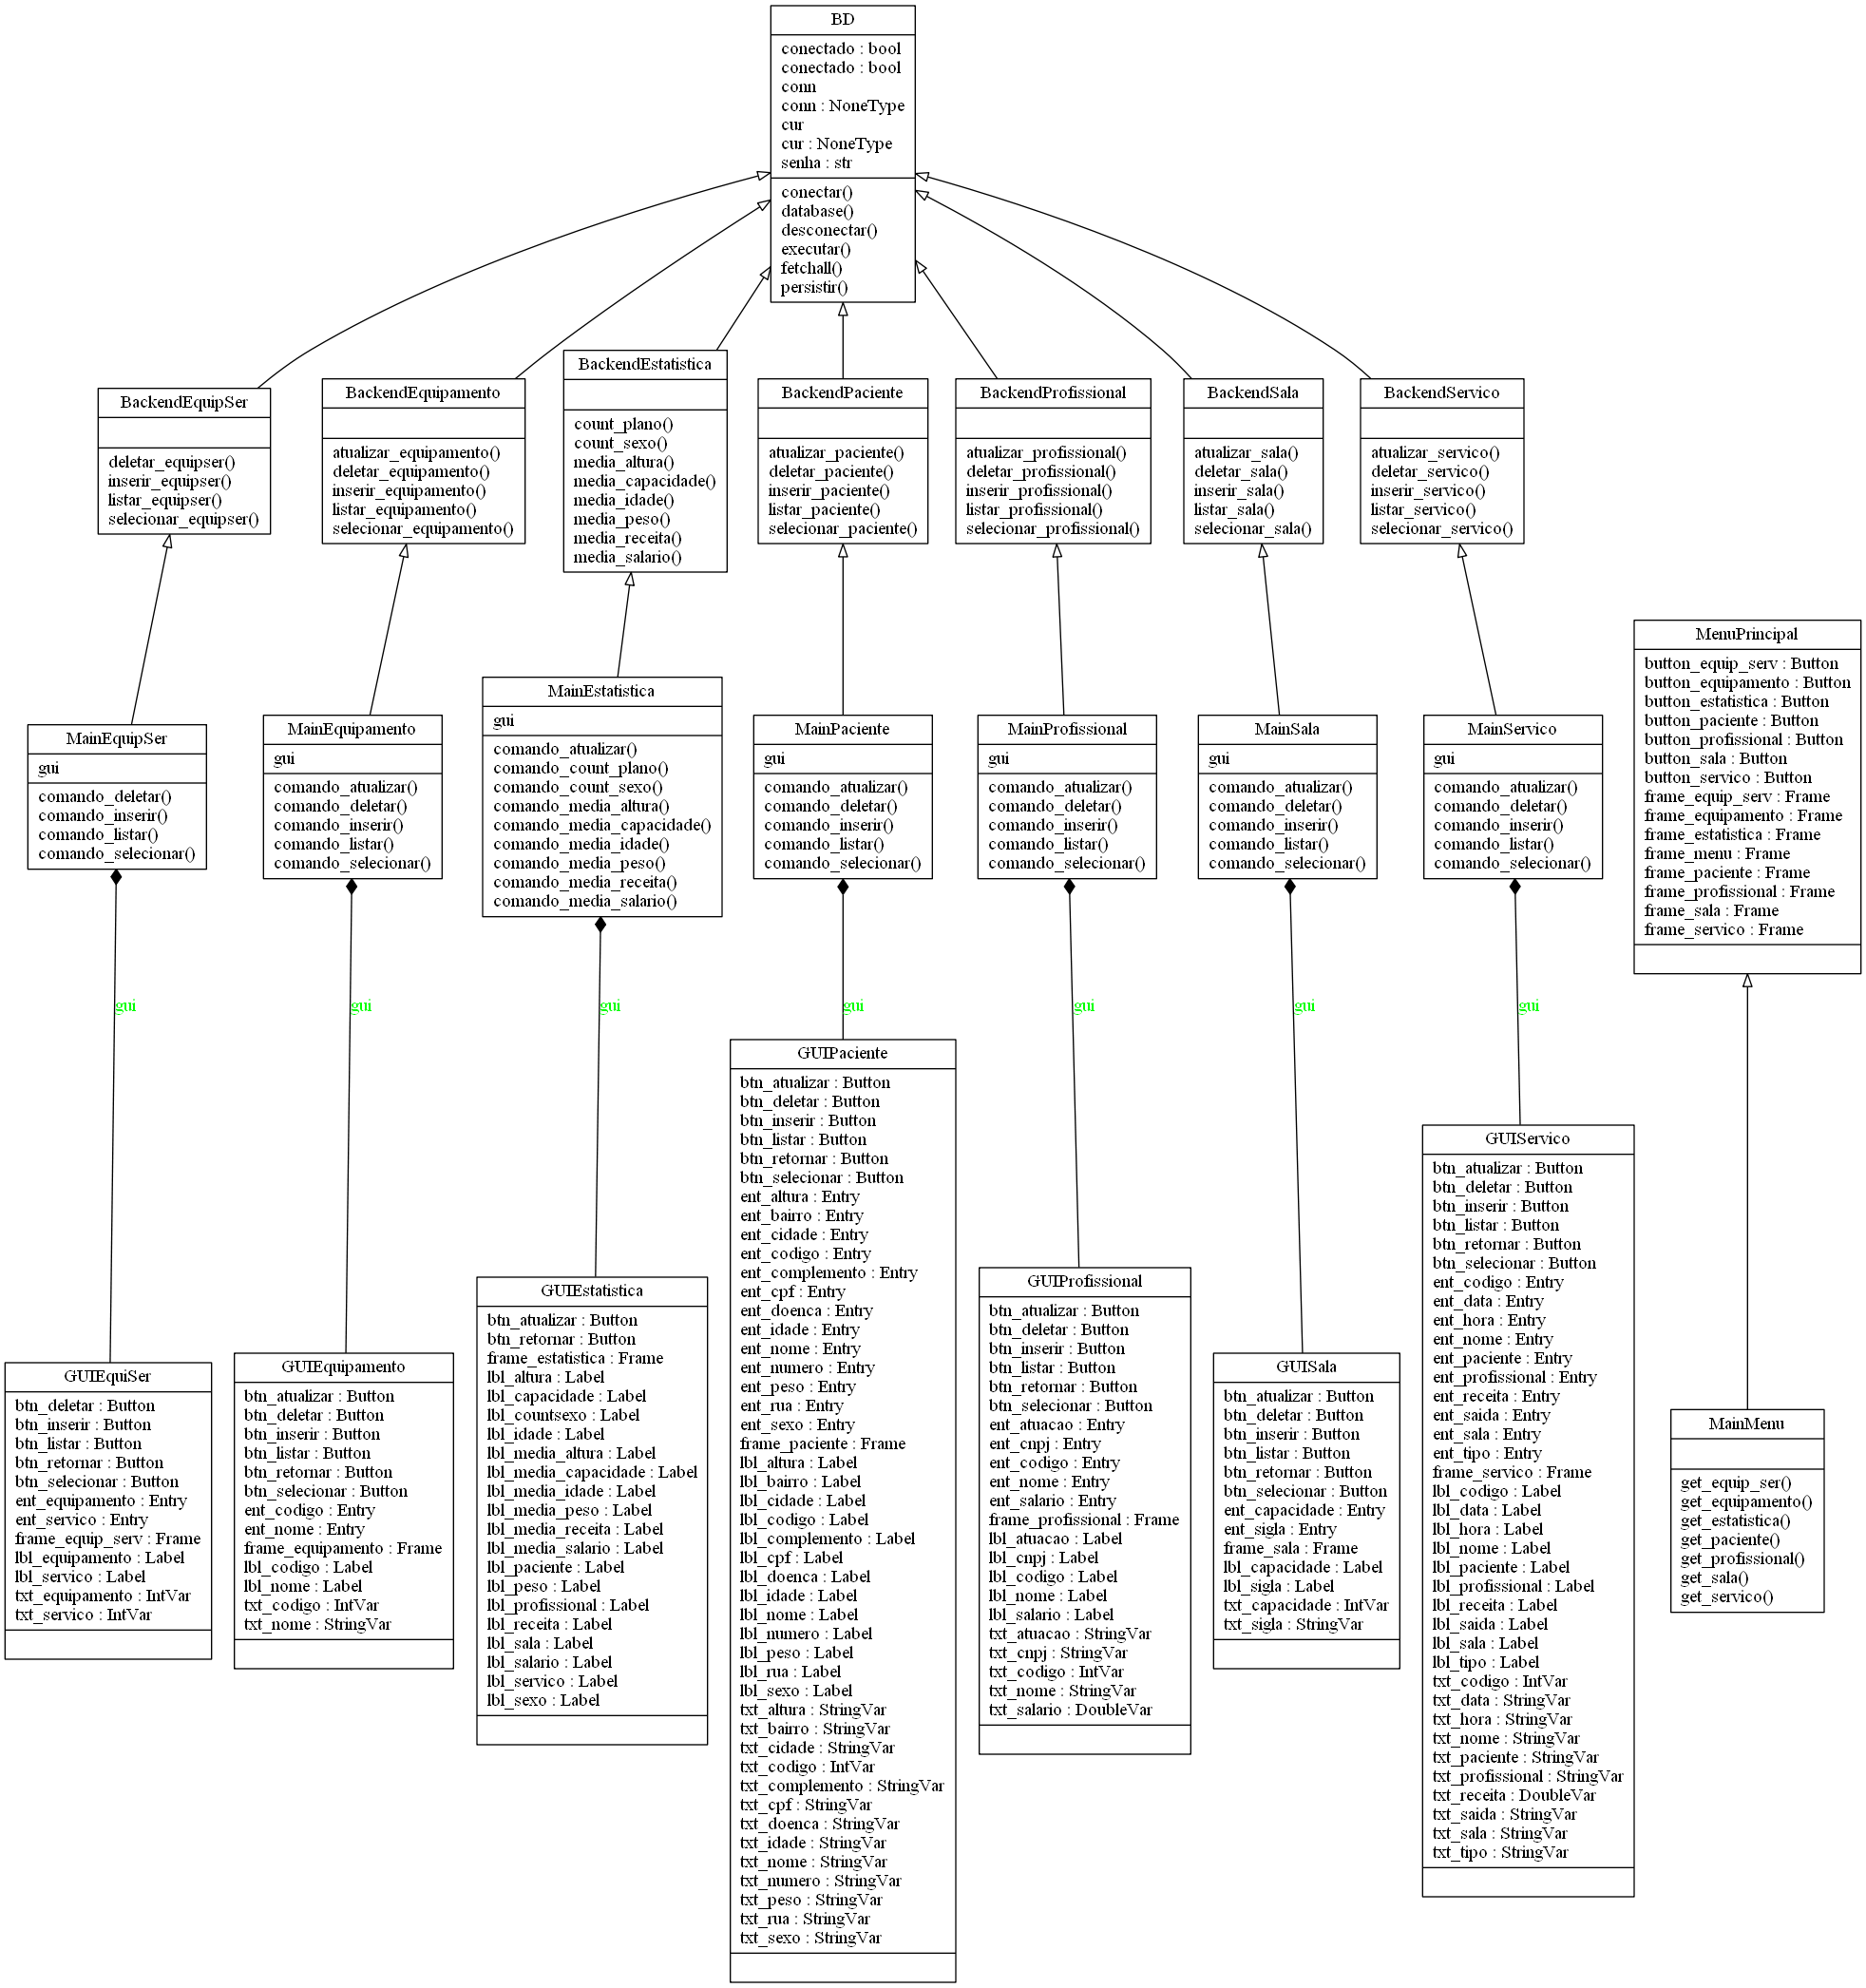 BD
conectado : bool
conectado : bool
conn
conn : NoneType
cur
cur : NoneType
senha : str
conectar()
database()
desconectar()
executar()
fetchall()
persistir()
BackendEquipSer
deletar_equipser()
inserir_equipser()
listar_equipser()
selecionar_equipser()
BackendEquipamento
atualizar_equipamento()
deletar_equipamento()
inserir_equipamento()
listar_equipamento()
selecionar_equipamento()
BackendEstatistica
count_plano()
count_sexo()
media_altura()
media_capacidade()
media_idade()
media_peso()
media_receita()
media_salario()
BackendPaciente
atualizar_paciente()
deletar_paciente()
inserir_paciente()
listar_paciente()
selecionar_paciente()
BackendProfissional
atualizar_profissional()
deletar_profissional()
inserir_profissional()
listar_profissional()
selecionar_profissional()
BackendSala
atualizar_sala()
deletar_sala()
inserir_sala()
listar_sala()
selecionar_sala()
BackendServico
atualizar_servico()
deletar_servico()
inserir_servico()
listar_servico()
selecionar_servico()
MainEquipSer
gui
comando_deletar()
comando_inserir()
comando_listar()
comando_selecionar()
MainEquipamento
gui
comando_atualizar()
comando_deletar()
comando_inserir()
comando_listar()
comando_selecionar()
MainEstatistica
gui
comando_atualizar()
comando_count_plano()
comando_count_sexo()
comando_media_altura()
comando_media_capacidade()
comando_media_idade()
comando_media_peso()
comando_media_receita()
comando_media_salario()
MainPaciente
gui
comando_atualizar()
comando_deletar()
comando_inserir()
comando_listar()
comando_selecionar()
MainProfissional
gui
comando_atualizar()
comando_deletar()
comando_inserir()
comando_listar()
comando_selecionar()
MainSala
gui
comando_atualizar()
comando_deletar()
comando_inserir()
comando_listar()
comando_selecionar()
MainServico
gui
comando_atualizar()
comando_deletar()
comando_inserir()
comando_listar()
comando_selecionar()
MenuPrincipal
button_equip_serv : Button
button_equipamento : Button
button_estatistica : Button
button_paciente : Button
button_profissional : Button
button_sala : Button
button_servico : Button
frame_equip_serv : Frame
frame_equipamento : Frame
frame_estatistica : Frame
frame_menu : Frame
frame_paciente : Frame
frame_profissional : Frame
frame_sala : Frame
frame_servico : Frame
gui
gui
gui
gui
gui
gui
gui
GUIEquiSer
btn_deletar : Button
btn_inserir : Button
btn_listar : Button
btn_retornar : Button
btn_selecionar : Button
ent_equipamento : Entry
ent_servico : Entry
frame_equip_serv : Frame
lbl_equipamento : Label
lbl_servico : Label
txt_equipamento : IntVar
txt_servico : IntVar
GUIEquipamento
btn_atualizar : Button
btn_deletar : Button
btn_inserir : Button
btn_listar : Button
btn_retornar : Button
btn_selecionar : Button
ent_codigo : Entry
ent_nome : Entry
frame_equipamento : Frame
lbl_codigo : Label
lbl_nome : Label
txt_codigo : IntVar
txt_nome : StringVar
GUIEstatistica
btn_atualizar : Button
btn_retornar : Button
frame_estatistica : Frame
lbl_altura : Label
lbl_capacidade : Label
lbl_countsexo : Label
lbl_idade : Label
lbl_media_altura : Label
lbl_media_capacidade : Label
lbl_media_idade : Label
lbl_media_peso : Label
lbl_media_receita : Label
lbl_media_salario : Label
lbl_paciente : Label
lbl_peso : Label
lbl_profissional : Label
lbl_receita : Label
lbl_sala : Label
lbl_salario : Label
lbl_servico : Label
lbl_sexo : Label
GUIPaciente
btn_atualizar : Button
btn_deletar : Button
btn_inserir : Button
btn_listar : Button
btn_retornar : Button
btn_selecionar : Button
ent_altura : Entry
ent_bairro : Entry
ent_cidade : Entry
ent_codigo : Entry
ent_complemento : Entry
ent_cpf : Entry
ent_doenca : Entry
ent_idade : Entry
ent_nome : Entry
ent_numero : Entry
ent_peso : Entry
ent_rua : Entry
ent_sexo : Entry
frame_paciente : Frame
lbl_altura : Label
lbl_bairro : Label
lbl_cidade : Label
lbl_codigo : Label
lbl_complemento : Label
lbl_cpf : Label
lbl_doenca : Label
lbl_idade : Label
lbl_nome : Label
lbl_numero : Label
lbl_peso : Label
lbl_rua : Label
lbl_sexo : Label
txt_altura : StringVar
txt_bairro : StringVar
txt_cidade : StringVar
txt_codigo : IntVar
txt_complemento : StringVar
txt_cpf : StringVar
txt_doenca : StringVar
txt_idade : StringVar
txt_nome : StringVar
txt_numero : StringVar
txt_peso : StringVar
txt_rua : StringVar
txt_sexo : StringVar
GUIProfissional
btn_atualizar : Button
btn_deletar : Button
btn_inserir : Button
btn_listar : Button
btn_retornar : Button
btn_selecionar : Button
ent_atuacao : Entry
ent_cnpj : Entry
ent_codigo : Entry
ent_nome : Entry
ent_salario : Entry
frame_profissional : Frame
lbl_atuacao : Label
lbl_cnpj : Label
lbl_codigo : Label
lbl_nome : Label
lbl_salario : Label
txt_atuacao : StringVar
txt_cnpj : StringVar
txt_codigo : IntVar
txt_nome : StringVar
txt_salario : DoubleVar
GUISala
btn_atualizar : Button
btn_deletar : Button
btn_inserir : Button
btn_listar : Button
btn_retornar : Button
btn_selecionar : Button
ent_capacidade : Entry
ent_sigla : Entry
frame_sala : Frame
lbl_capacidade : Label
lbl_sigla : Label
txt_capacidade : IntVar
txt_sigla : StringVar
GUIServico
btn_atualizar : Button
btn_deletar : Button
btn_inserir : Button
btn_listar : Button
btn_retornar : Button
btn_selecionar : Button
ent_codigo : Entry
ent_data : Entry
ent_hora : Entry
ent_nome : Entry
ent_paciente : Entry
ent_profissional : Entry
ent_receita : Entry
ent_saida : Entry
ent_sala : Entry
ent_tipo : Entry
frame_servico : Frame
lbl_codigo : Label
lbl_data : Label
lbl_hora : Label
lbl_nome : Label
lbl_paciente : Label
lbl_profissional : Label
lbl_receita : Label
lbl_saida : Label
lbl_sala : Label
lbl_tipo : Label
txt_codigo : IntVar
txt_data : StringVar
txt_hora : StringVar
txt_nome : StringVar
txt_paciente : StringVar
txt_profissional : StringVar
txt_receita : DoubleVar
txt_saida : StringVar
txt_sala : StringVar
txt_tipo : StringVar
MainMenu
get_equip_ser()
get_equipamento()
get_estatistica()
get_paciente()
get_profissional()
get_sala()
get_servico()